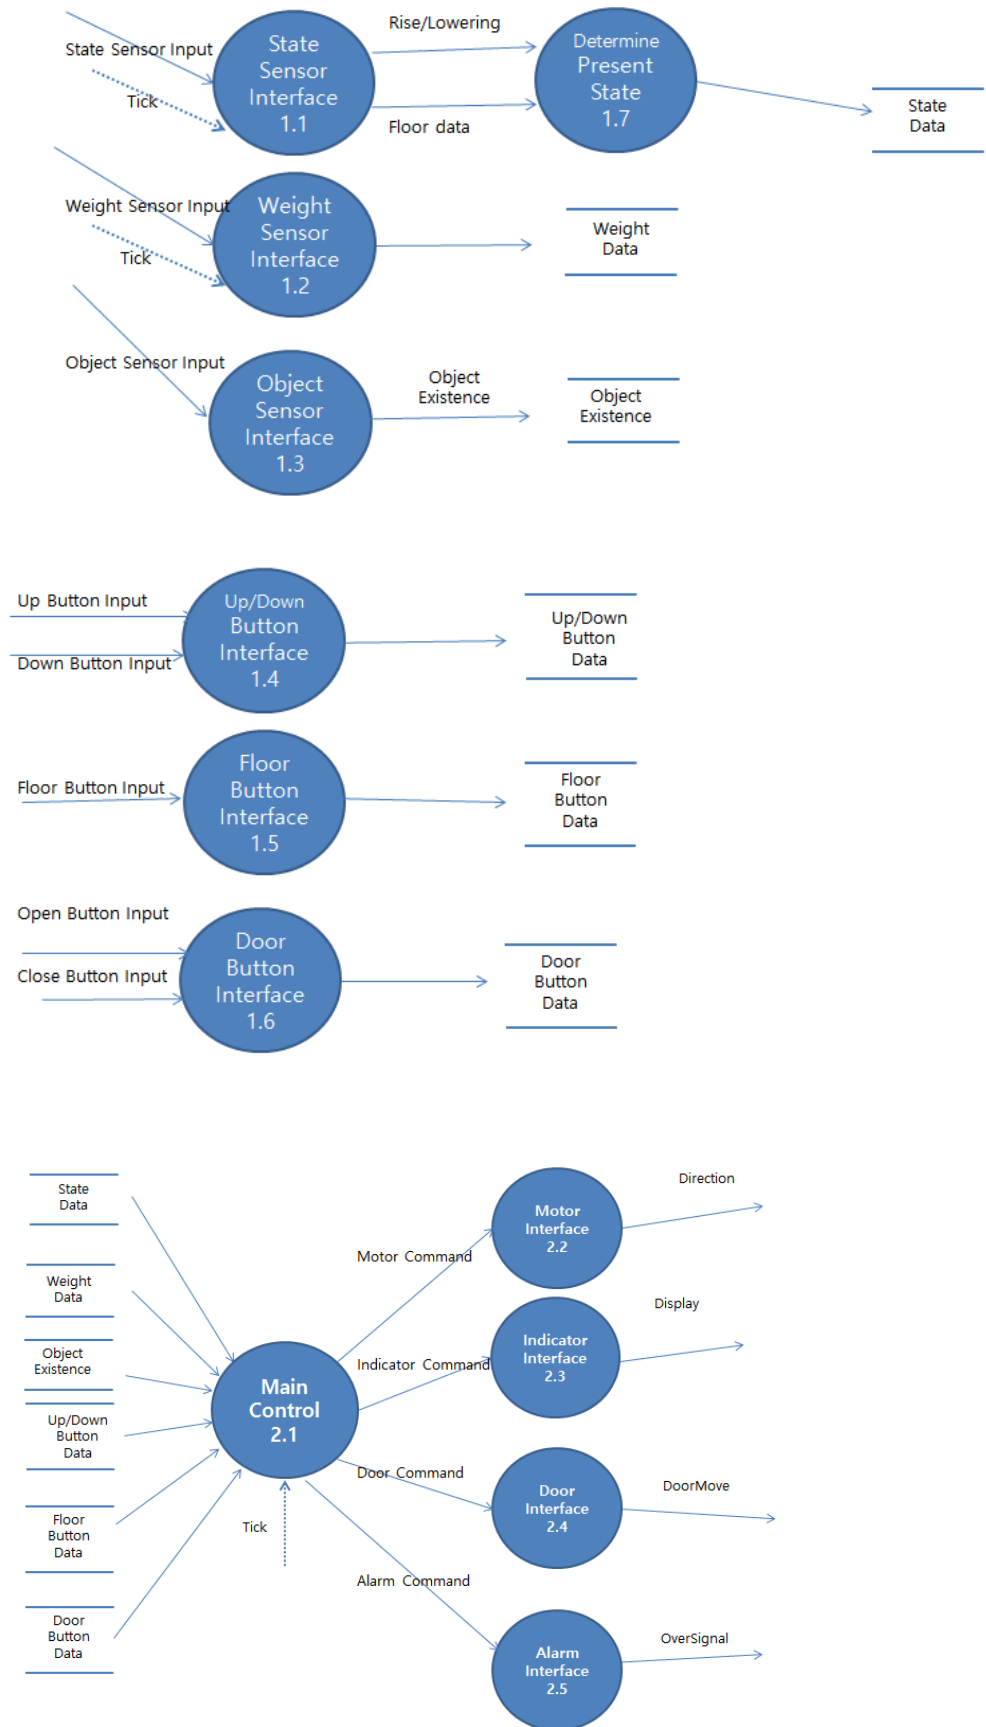 State Sensor Input
Tick
State
Sensor
Interface
1.1
Rise/Lowering
Floor data
Determine
Present
State
1.7
State
Data
Weight Sensor Input
Tick
Weight
Sensor
Interface
1.2
Weight
Data
Object Sensor Input
Object
Sensor
Interface
1.3
Object
Existence
Object
Existence
Up Button Input
Down Button Input
Up/Down
Button
Interface
1.4
Up/Down
Button
Data
Floor Button Input
Floor
Button
Interface
1.5
Floor
Button
Data
Open Button Input
Close Button Input
Door
Button
Interface
1.6
Door
Button
Data
State
Data
Weight
Data
Object
Existence
Up/Down
Button
Data
Floor
Button
Data
Door
Button
Data
Main
Control
2.1
Tick
Motor Command
Indicator Command
Door Command
Alarm Command
Motor
Interface
2.2
Direction
Indicator
Interface
2.3
Display
Door
Interface
2.4
DoorMove
Alarm
Interface
2.5
OverSignal